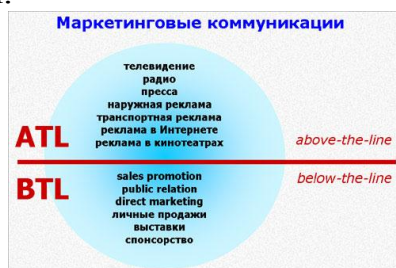 Маркетинговые коммуникации
телевидение
радио
пресса
наружная реклама
транспортная реклама
реклама в Интернете
реклама в кинотеатрах
ATL
above-the-line
BTL
below-the-line
sales promotion
public relation
direct marketing
личные продажи
выставки
спонсорство